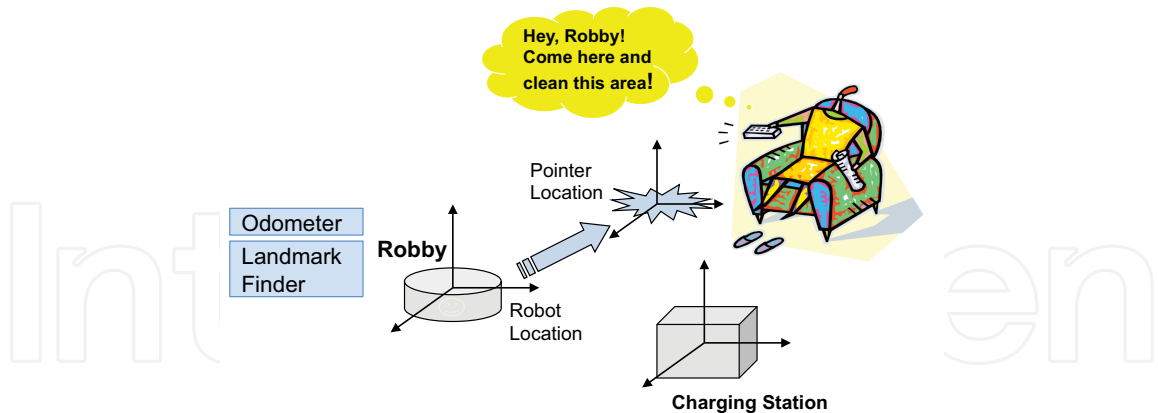 Hey, Robby!
Come here and
clean this area!
Pointer
Location
Odometer
Landmark
Finder
Robby
Robot
Location
Charging Station